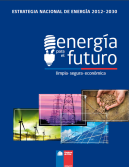 ESTRATEGIA NACIONAL DE ENERGÍA 2012-2030
energía
para el
futuro
limpia segura económica